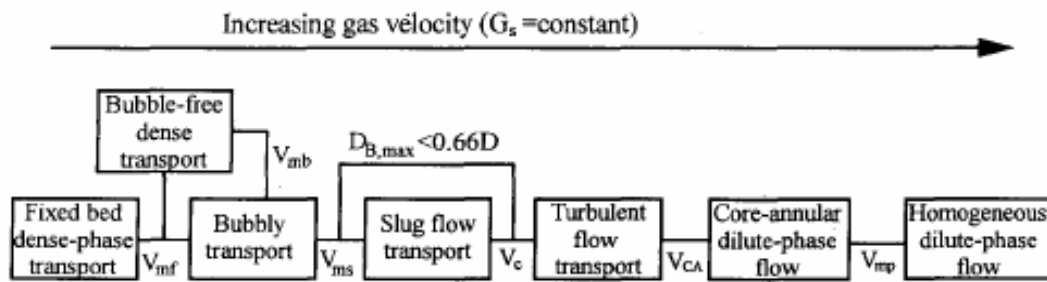 Increasing gas velocity (Gs =constant)
Bubble-free
dense
transport
Vmb
DB,max<0.66D
Fixed bed
dense-phase
transport
Vmf
Bubbly
transport
Vms
Slug flow
transport
Vc
Turbulent
flow
transport
VCA
Core-annular
dilute-phase
flow
Vmp
Homogeneous
dilute-phase
flow